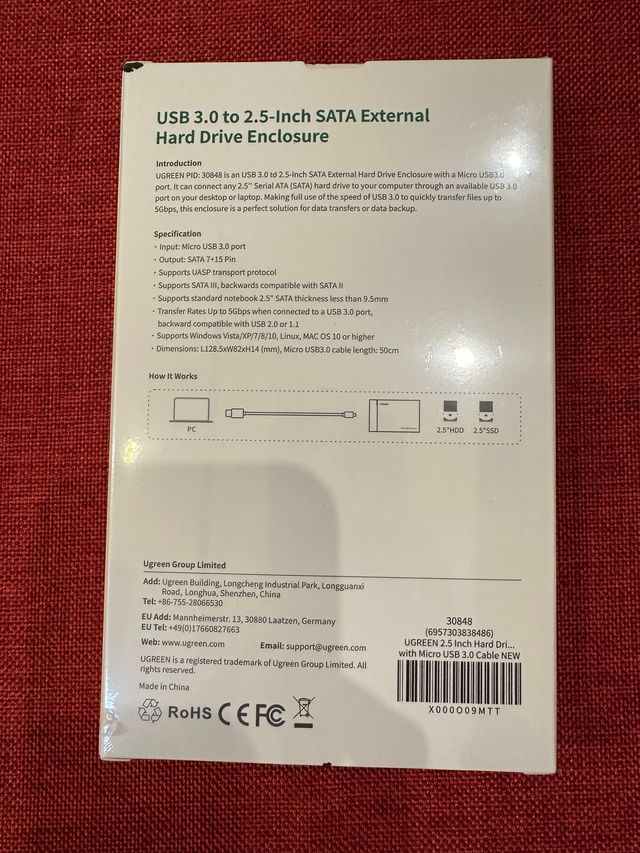 USB 3.0 to 2.5-Inch SATA External
Hard Drive Enclosure
Introduction
UGREEN PID: 30848 is an USB 3.0 to 2.5-Inch SATA External Hard Drive Enclosure with a Micro USB3.0
port. It can connect any 2.5" Serial ATA (SATA) hard drive to your computer through an available USB 3.0
port on your desktop or laptop. Making full use of the speed of USB 3.0 to quickly transfer files up to
5Gbps, this enclosure is a perfect solution for data transfers or data backup.
Specification
· Input: Micro USB 3.0 port
· Output: SATA 7+15 Pin
· Supports UASP transport protocol
· Supports SATA III, backwards compatible with SATA II
· Supports standard notebook 2.5" SATA thickness less than 9.5mm
· Transfer Rates Up to 5Gbps when connected to a USB 3.0 port,
backward compatible with USB 2.0 or 1.1
· Supports Windows Vista/XP/7/8/10, Linux, MAC OS 10 or higher
· Dimensions: L128.5xW82xH14 (mm), Micro USB3.0 cable length: 50cm
How It Works
PC
2.5"HDD 2.5"SSD
Ugreen Group Limited
Add: Ugreen Building, Longcheng Industrial Park, Longguanxi
Road, Longhua, Shenzhen, China
Tel: +86-755-28066530
EU Add: Mannheimerstr. 13, 30880 Laatzen, Germany
EU Tel: +49(0)17660827663
Web: www.ugreen.com Email: support@ugreen.com
UGREEN is a registered trademark of Ugreen Group Limited. All
rights reserved.
Made in China
RoHS CE FC
30848
(6957303838486)
UGREEN 2.5 Inch Hard Dri...
with Micro USB 3.0 Cable NEW
X000O09MTT